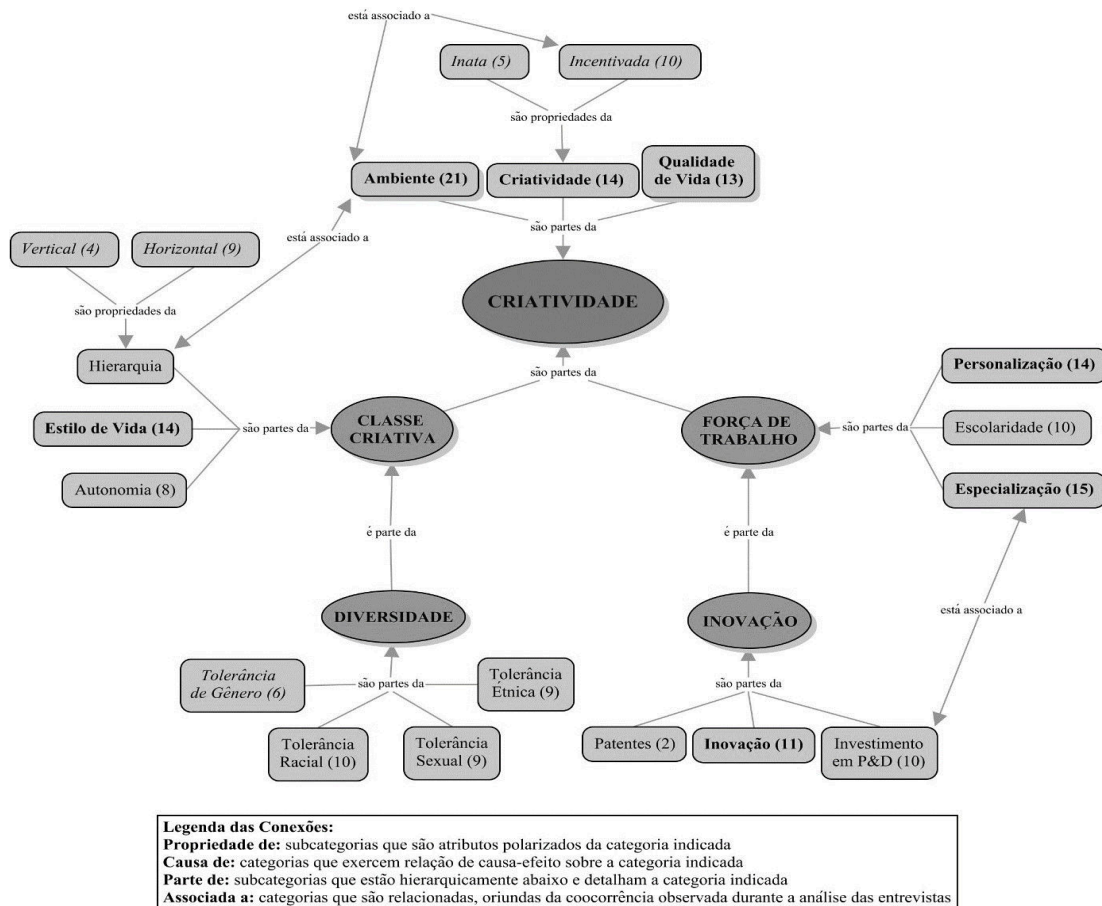 está associado a
Inata (5)
Incentivada (10)
são propriedades da
Ambiente (21)
Criatividade (14)
Qualidade
de Vida (13)
são partes da
Vertical (4)
Horizontal (9)
está associado a
são propriedades da
CRIATIVIDADE
Hierarquia
são partes da
Personalização (14)
Estilo de Vida (14)
são partes da
CLASSE
CRIATIVA
FORÇA DE
TRABALHO
são partes da
Escolaridade (10)
Autonomia (8)
Especialização (15)
é parte da
é parte da
está associado a
DIVERSIDADE
INOVAÇÃO
Tolerância
de Gênero (6)
são partes da
Tolerância
Étnica (9)
são partes da
Tolerância
Racial (10)
Tolerância
Sexual (9)
Patentes (2)
Inovação (11)
Investimento
em P&D (10)
Legenda das Conexões:
Propriedade de: subcategorias que são atributos polarizados da categoria indicada
Causa de: categorias que exercem relação de causa-efeito sobre a categoria indicada
Parte de: subcategorias que estão hierarquicamente abaixo e detalham a categoria indicada
Associada a: categorias que são relacionadas, oriundas da coocorrência observada durante a análise das entrevistas